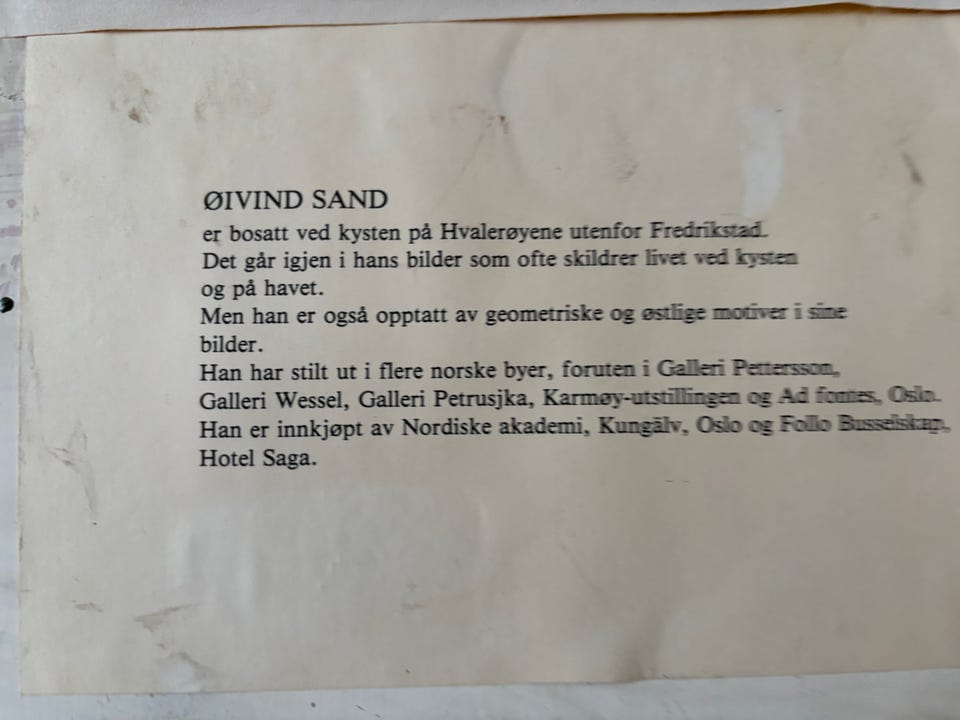 ØIVIND SAND
er bosatt ved kysten på Hvalerøyene utenfor Fredrikstad.
Det går igjen i hans bilder som ofte skildrer livet ved kysten
og på havet.
Men han er også opptatt av geometriske og østlige motiver i sine
bilder.
Han har stilt ut i flere norske byer, foruten i Galleri Pettersson,
Galleri Wessel, Galleri Petrusjka, Karmøy-utstillingen og Ad fontes, Oslo.
Han er innkjøpt av Nordiske akademi, Kungälv, Oslo og Follo Busselskap,
Hotel Saga.